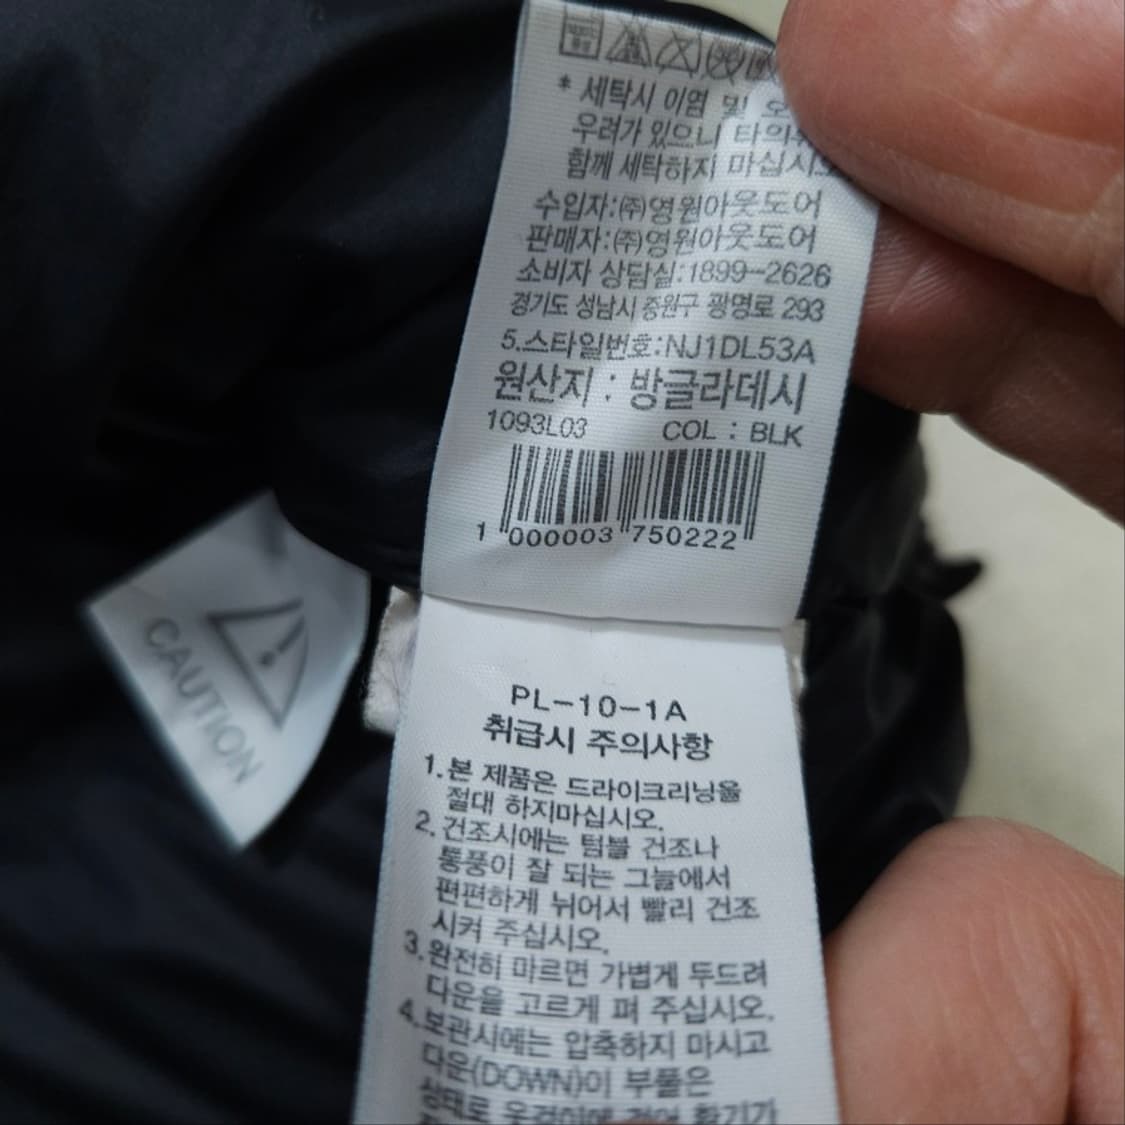 * 세탁시 이염 및
우려가 있으니
함께 세탁하지 마십시오
수입자:㈜영원아웃도어
판매자:㈜영원아웃도어
소비자 상담실:1899-2626
경기도 성남시 중원구 광명로 293
5.스타일번호:NJ1DL53A
원산지 : 방글라데시
1093L03 COL : BLK
1 000003 750222
CAUTION
PL-10-1A
취급시 주의사항
1.본 제품은 드라이크리닝을
절대 하지마십시오.
2.건조시에는 텀블 건조나
통풍이 잘 되는 그늘에서
편편하게 뉘어서 빨리 건조
시켜 주십시오.
3.완전히 마르면 가볍게 두드려
다운을 고르게 펴 주십시오.
4.보관시에는 압축하지 마시고
다운(DOWN)이 부풀은
상태로